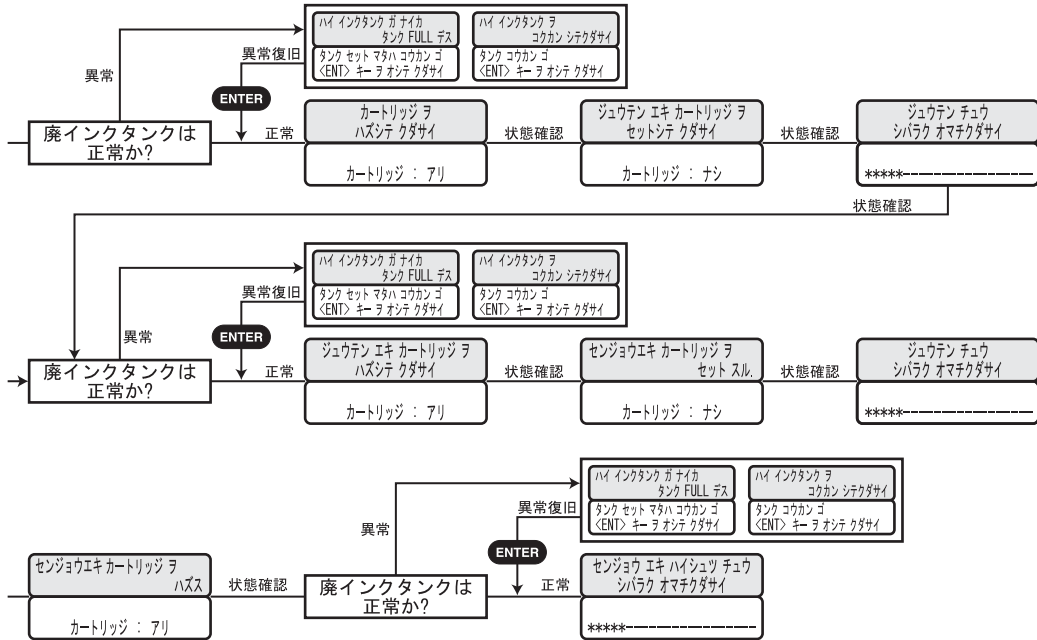 ハイ インクタンク ガ ナイカ
タンク FULL デス
タンク セット マタハ コウカン ゴ
〈ENT〉 キー ヲ オシテ クダサイ
ハイ インクタンク ヲ
コクカン シテクダサイ
タンク コウカン ゴ
〈ENT〉 キー ヲ オシテ クダサイ
異常
異常復旧
ENTER
廃インクタンクは
正常か?
正常
カートリッジ ヲ
ハズシテ クダサイ
カートリッジ : アリ
状態確認
ジュウテン エキ カートリッジ ヲ
セットシテ クダサイ
カートリッジ : ナシ
状態確認
ジュウテン チュウ
シバラク オマチクダサイ
*****---------------
状態確認
ハイ インクタンク ガ ナイカ
タンク FULL デス
タンク セット マタハ コウカン ゴ
〈ENT〉 キー ヲ オシテ クダサイ
ハイ インクタンク ヲ
コクカン シテクダサイ
タンク コウカン ゴ
〈ENT〉 キー ヲ オシテ クダサイ
異常
異常復旧
ENTER
廃インクタンクは
正常か?
正常
ジュウテン エキ カートリッジ ヲ
ハズシテ クダサイ
カートリッジ : アリ
状態確認
センジョウエキ カートリッジ ヲ
セット スル.
カートリッジ : ナシ
状態確認
ジュウテン チュウ
シバラク オマチクダサイ
*****---------------
ハイ インクタンク ガ ナイカ
タンク FULL デス
タンク セット マタハ コウカン ゴ
〈ENT〉 キー ヲ オシテ クダサイ
ハイ インクタンク ヲ
コクカン シテクダサイ
タンク コウカン ゴ
〈ENT〉 キー ヲ オシテ クダサイ
異常
異常復旧
ENTER
センジョウエキ カートリッジ ヲ
ハズス
カートリッジ : アリ
状態確認
廃インクタンクは
正常か?
正常
センジョウ エキ ハイシュツ チュウ
シバラク オマチクダサイ
*****---------------